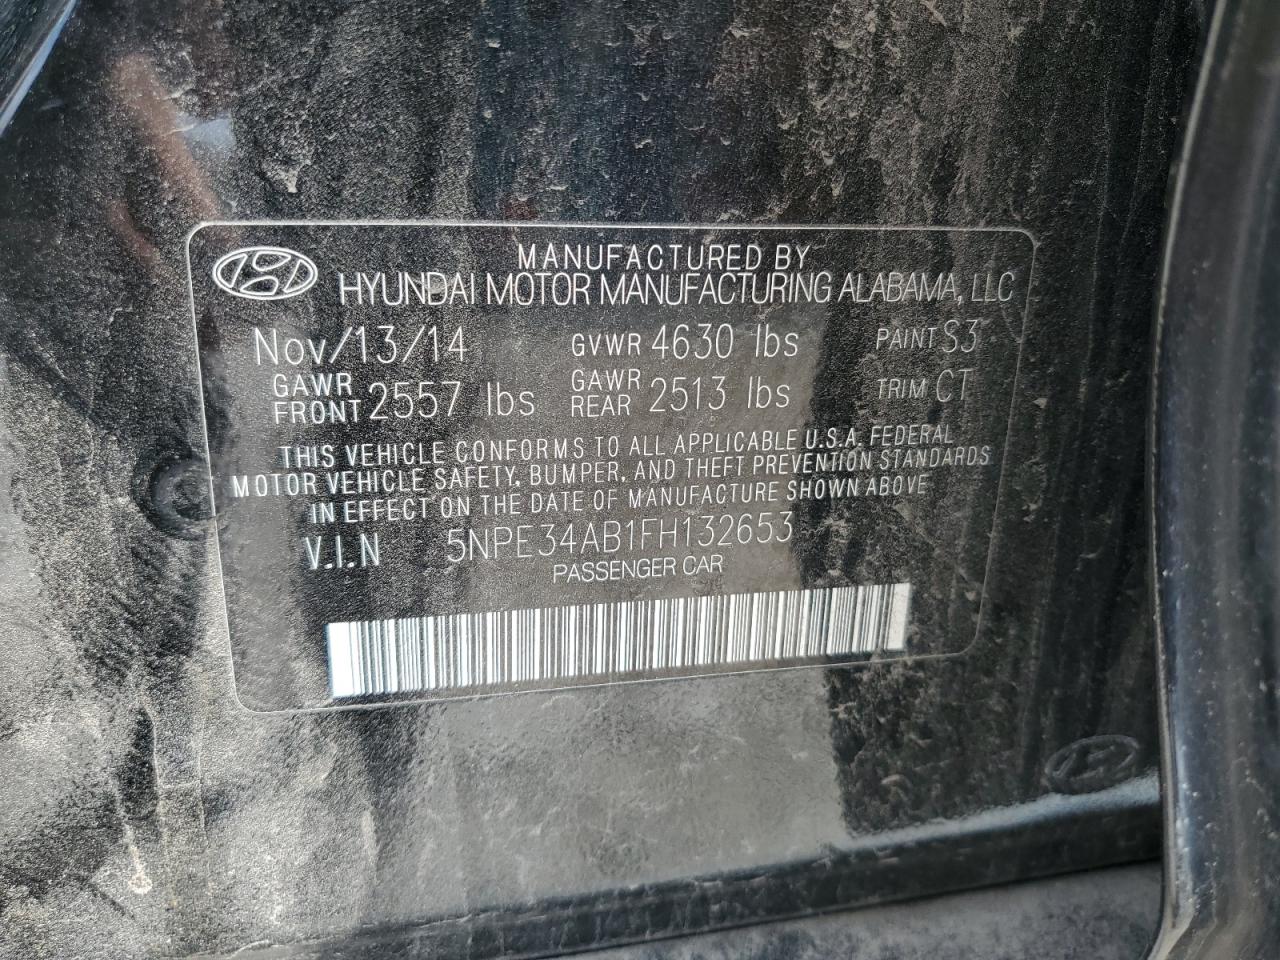 MANUFACTURED BY
HYUNDAI MOTOR MANUFACTURING ALABAMA, LLC
Nov/13/14 GVWR 4630 lbs PAINT S3
GAWR FRONT 2557 lbs GAWR REAR 2513 lbs TRIM CT
THIS VEHICLE CONFORMS TO ALL APPLICABLE U.S.A. FEDERAL
MOTOR VEHICLE SAFETY, BUMPER, AND THEFT PREVENTION STANDARDS
IN EFFECT ON THE DATE OF MANUFACTURE SHOWN ABOVE
V.I.N 5NPE34AB1FH132653
PASSENGER CAR